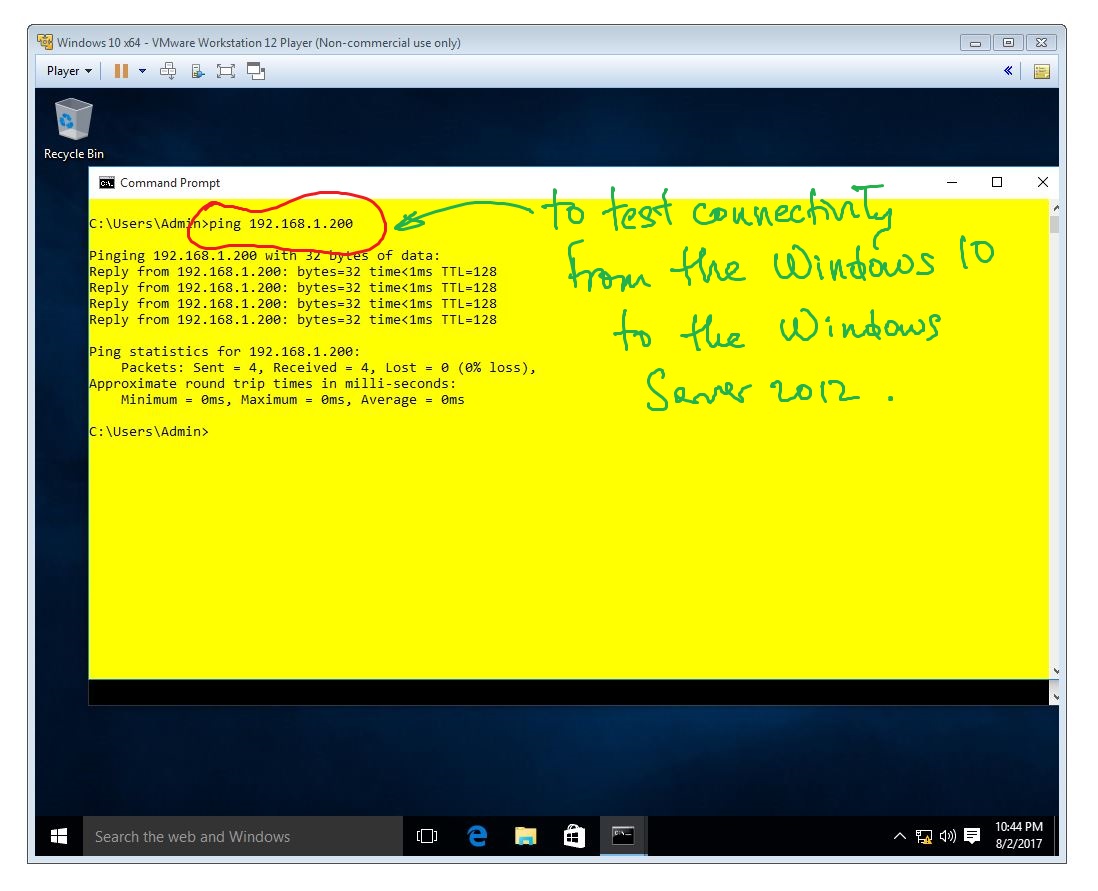 Windows 10 x64 - VMware Workstation 12 Player (Non-commercial use only)
Player
Recycle Bin
Command Prompt
C:\Users\Admin>ping 192.168.1.200
Pinging 192.168.1.200 with 32 bytes of data:
Reply from 192.168.1.200: bytes=32 time<1ms TTL=128
Reply from 192.168.1.200: bytes=32 time<1ms TTL=128
Reply from 192.168.1.200: bytes=32 time<1ms TTL=128
Reply from 192.168.1.200: bytes=32 time<1ms TTL=128
Ping statistics for 192.168.1.200:
Packets: Sent = 4, Received = 4, Lost = 0 (0% loss),
Approximate round trip times in milli-seconds:
Minimum = 0ms, Maximum = 0ms, Average = 0ms
C:\Users\Admin>
to test connectivity
from the Windows 10
to the Windows
Server 2012.
Search the web and Windows
10:44 PM
8/2/2017